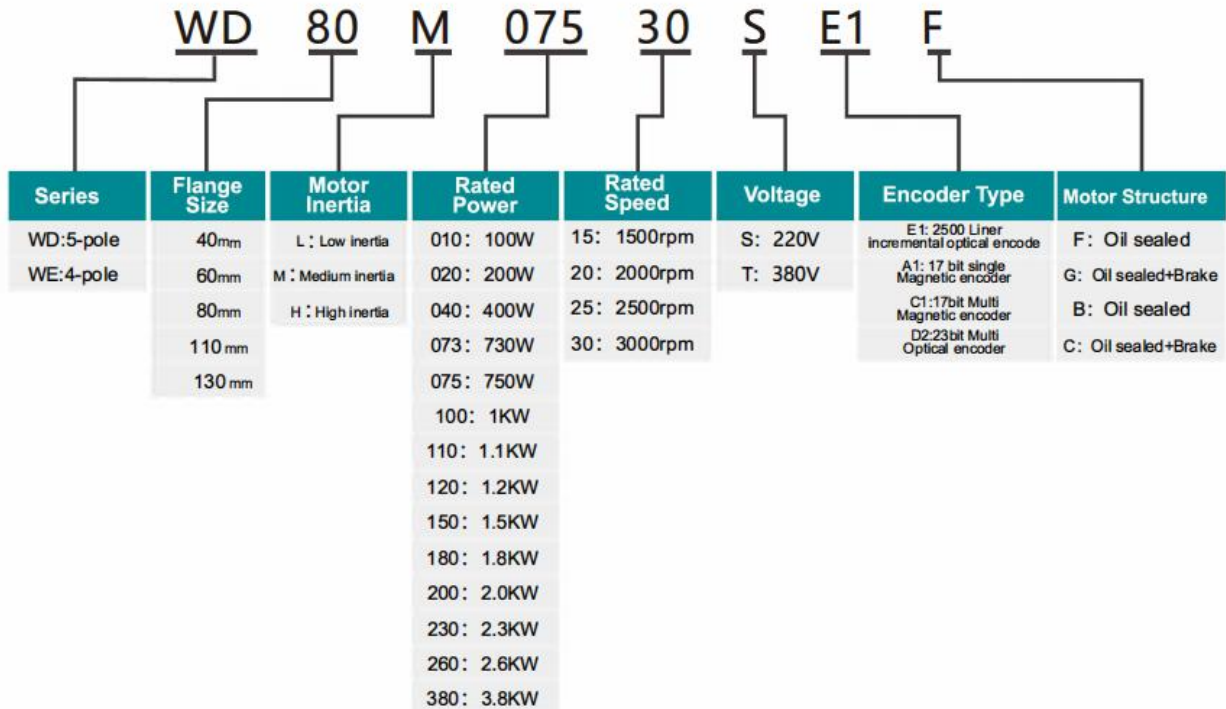 WD 80 M 075 30 S E1 F
Series
Flange
Size
Motor
Inertia
Rated
Power
Rated
Speed
Voltage
Encoder Type
Motor Structure
WD:5-pole
WE:4-pole
40mm
60mm
80mm
110 mm
130 mm
L：Low inertia
M：Medium inertia
H：High inertia
010：100W
020：200W
040：400W
073：730W
075：750W
100：1KW
110：1.1KW
120：1.2KW
150：1.5KW
180：1.8KW
200：2.0KW
230：2.3KW
260：2.6KW
380：3.8KW
15：1500rpm
20：2000rpm
25：2500rpm
30：3000rpm
S：220V
T：380V
E1: 2500 Liner
incremental optical encode
A1: 17 bit single
Magnetic encoder
C1:17bit Multi
Magnetic encoder
D2:23bit Multi
Optical encoder
F：Oil sealed
G：Oil sealed+Brake
B：Oil sealed
C：Oil sealed+Brake